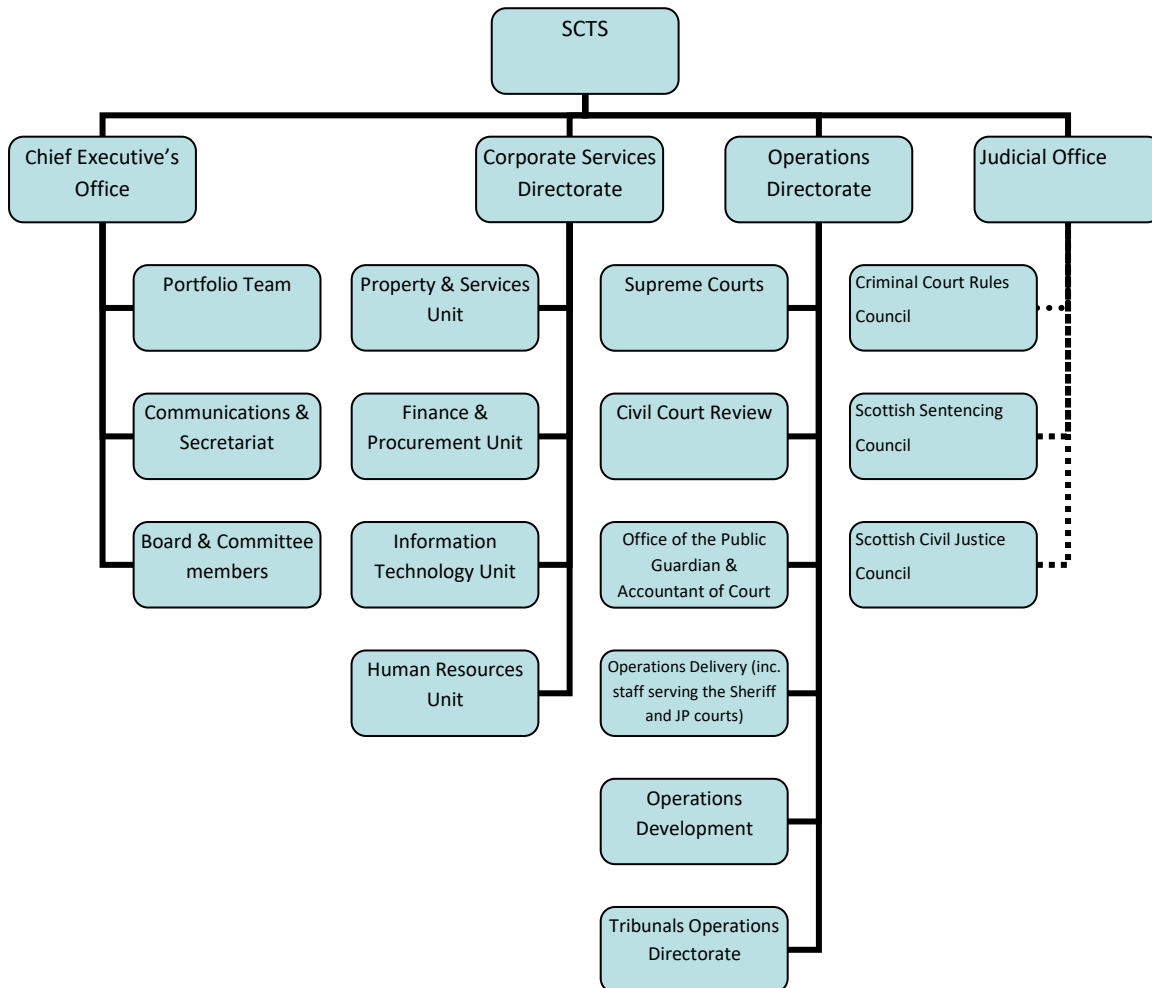 SCTS
Chief Executive’s
Office
Corporate Services
Directorate
Operations
Directorate
Judicial Office
Portfolio Team
Property & Services
Unit
Supreme Courts
Criminal Court Rules
Council
Communications &
Secretariat
Finance &
Procurement Unit
Civil Court Review
Scottish Sentencing
Council
Board & Committee
members
Information
Technology Unit
Office of the Public
Guardian &
Accountant of Court
Scottish Civil Justice
Council
Human Resources
Unit
Operations Delivery (inc.
staff serving the Sheriff
and JP courts)
Operations
Development
Tribunals Operations
Directorate